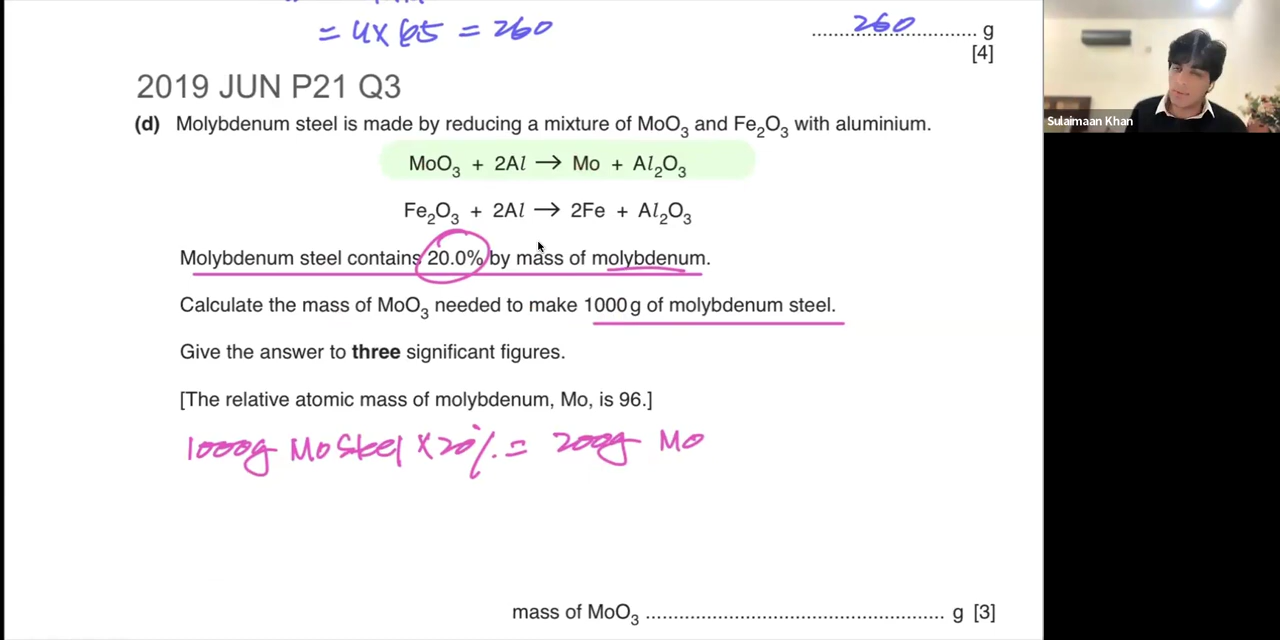 = 4 x 65 = 260
260 g
[4]
2019 JUN P21 Q3
(d) Molybdenum steel is made by reducing a mixture of MoO₃ and Fe₂O₃ with aluminium.
MoO₃ + 2Al → Mo + Al₂O₃
Fe₂O₃ + 2Al → 2Fe + Al₂O₃
Molybdenum steel contains 20.0% by mass of molybdenum.
Calculate the mass of MoO₃ needed to make 1000 g of molybdenum steel.
Give the answer to three significant figures.
[The relative atomic mass of molybdenum, Mo, is 96.]
1000g Mo Steel x 20% = 200g Mo
mass of MoO₃ .................................................... g [3]
Sulaimaan Khan